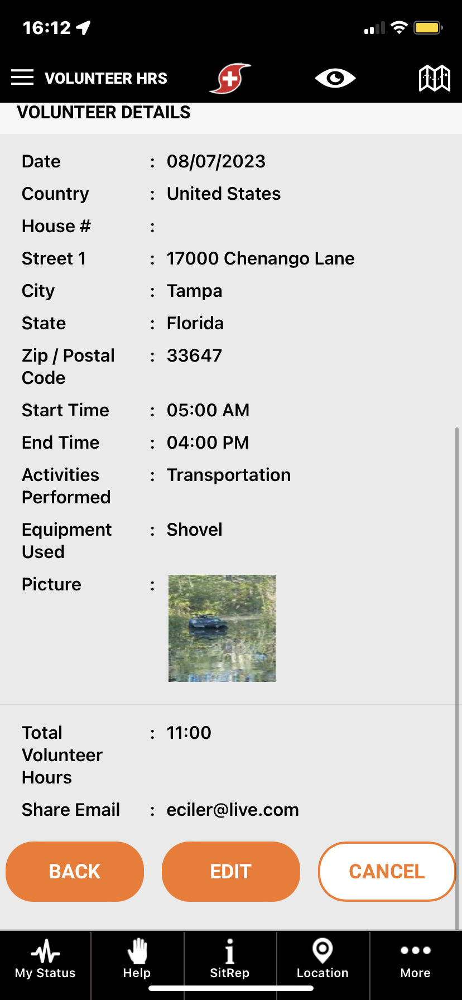 16:12
VOLUNTEER HRS
VOLUNTEER DETAILS
Date : 08/07/2023
Country : United States
House # :
Street 1 : 17000 Chenango Lane
City : Tampa
State : Florida
Zip / Postal : 33647
Code
Start Time : 05:00 AM
End Time : 04:00 PM
Activities : Transportation
Performed
Equipment : Shovel
Used
Picture :
Total : 11:00
Volunteer
Hours
Share Email : eciler@live.com
BACK EDIT CANCEL
My Status Help SitRep Location More